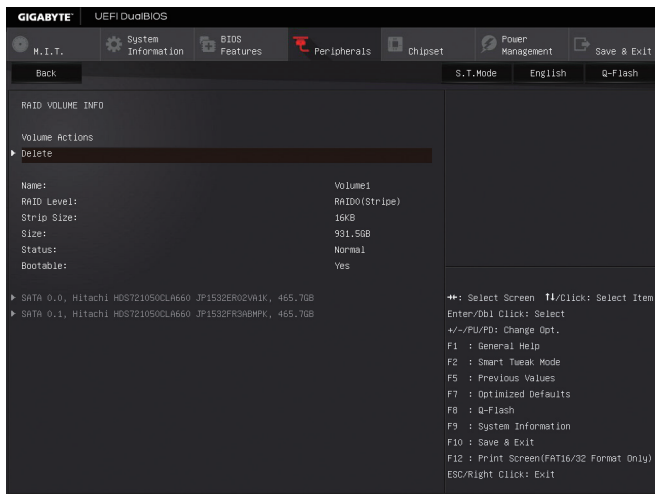 GIGABYTE™ UEFI DualBIOS
M.I.T. System Information BIOS Features Peripherals Chipset Power Management Save & Exit
Back S.T.Mode English Q-Flash
RAID VOLUME INFO
Volume Actions
Delete
Name: Volume1
RAID Level: RAID0(Stripe)
Strip Size: 16KB
Size: 931.5GB
Status: Normal
Bootable: Yes
SATA 0.0, Hitachi HDS721050CLA660 JP1532ER02VA1K, 465.7GB
SATA 0.1, Hitachi HDS721050CLA660 JP1532FR3ABMPK, 465.7GB
→←: Select Screen ↑↓/Click: Select Item
Enter/Dbl Click: Select
+/-/PU/PD: Change Opt.
F1 : General Help
F2 : Smart Tweak Mode
F5 : Previous Values
F7 : Optimized Defaults
F8 : Q-Flash
F9 : System Information
F10 : Save & Exit
F12 : Print Screen(FAT16/32 Format Only)
ESC/Right Click: Exit